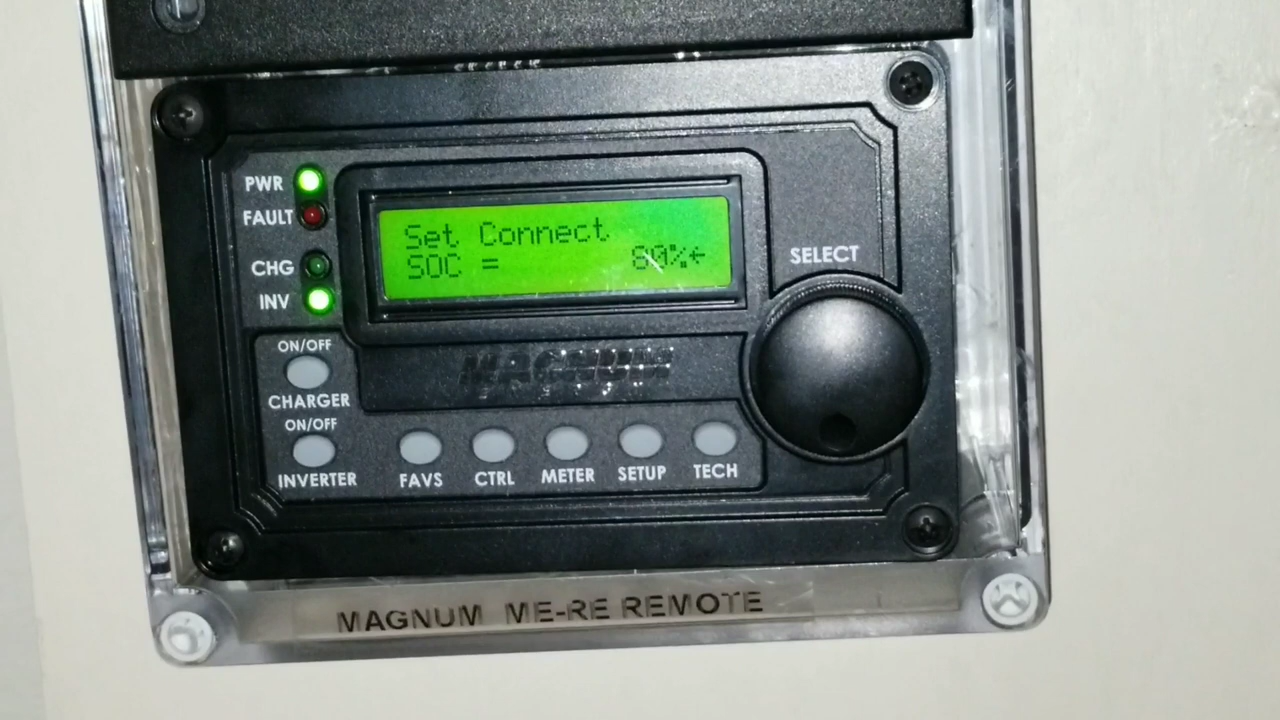 PWR
FAULT
CHG
INV
Set Connect
SOC = 80%←
SELECT
ON/OFF
CHARGER
ON/OFF
INVERTER
MAGNUM
FAVS
CTRL
METER
SETUP
TECH
MAGNUM ME-RE REMOTE